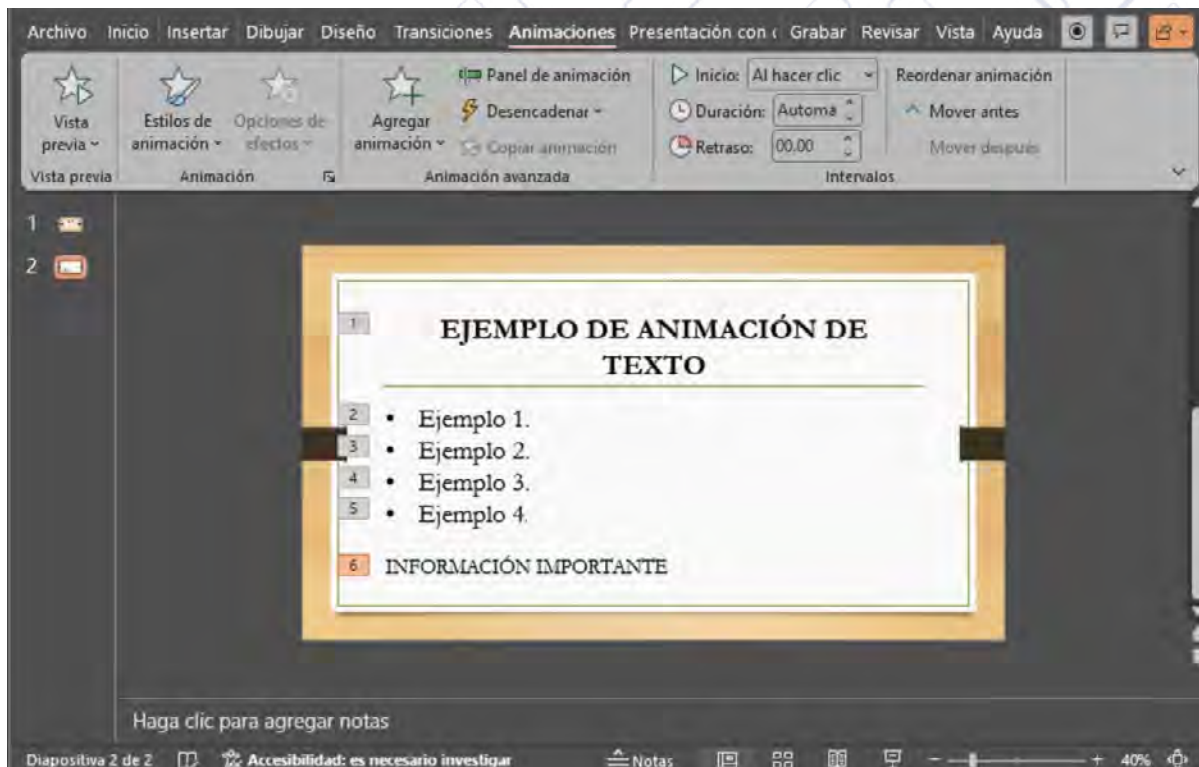 Archivo Inicio Insertar Dibujar Diseño Transiciones Animaciones Presentación con Grabar Revisar Vista Ayuda
Vista previa
Estilos de animación
Opciones de efectos
Animación
Agregar animación
Panel de animación
Desencadenar
Copiar animación
Animación avanzada
Inicio: Al hacer clic
Duración: Automa
Retraso: 00.00
Intervalos
Reordenar animación
Mover antes
Mover después
Vista previa
1
2
1 EJEMPLO DE ANIMACIÓN DE
TEXTO
2 • Ejemplo 1.
3 • Ejemplo 2.
4 • Ejemplo 3.
5 • Ejemplo 4.
6 INFORMACIÓN IMPORTANTE
Haga clic para agregar notas
Diapositiva 2 de 2 Accesibilidad: es necesario investigar Notas 40%